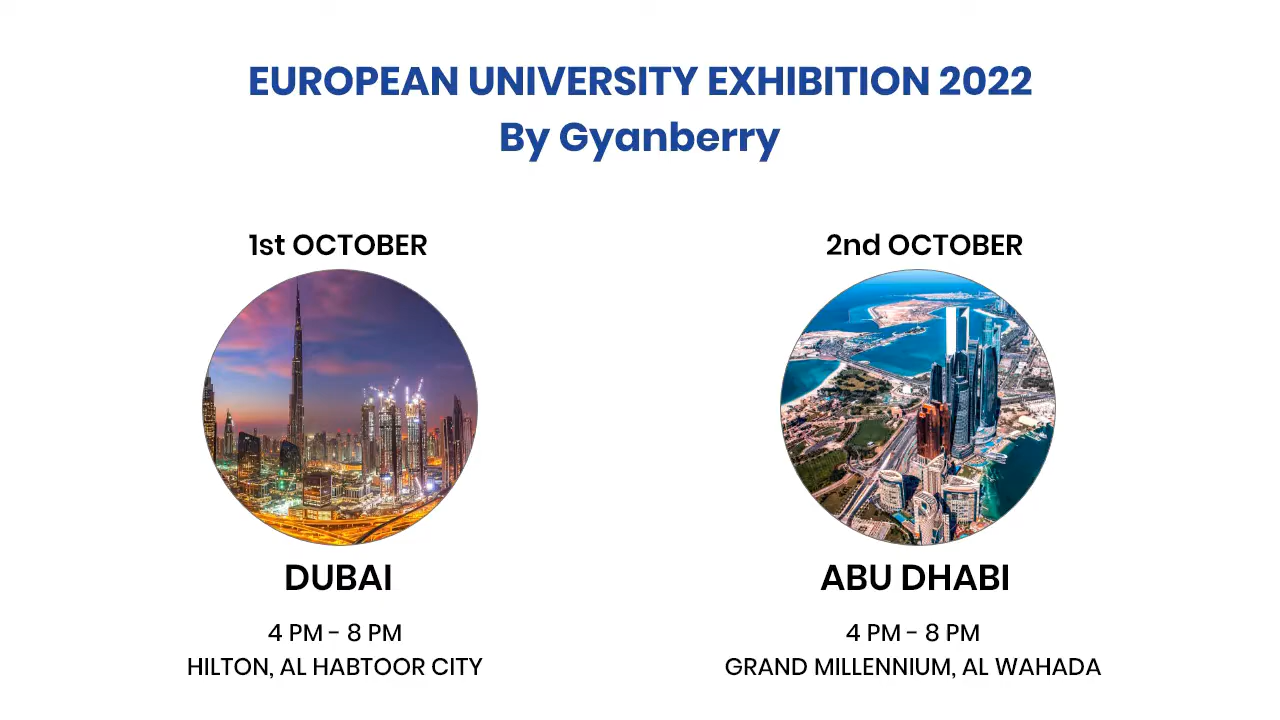 EUROPEAN UNIVERSITY EXHIBITION 2022
By Gyanberry
1st OCTOBER
DUBAI
4 PM - 8 PM
HILTON, AL HABTOOR CITY
2nd OCTOBER
ABU DHABI
4 PM - 8 PM
GRAND MILLENNIUM, AL WAHADA